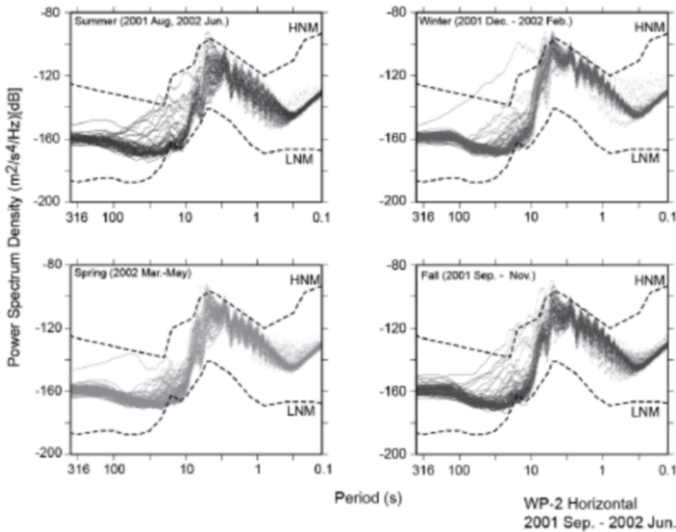 Power Spectrum Density (m2/s4/Hz)[dB]
Summer (2001 Aug, 2002 Jun.)
HNM
LNM
-80
-120
-160
-200
316 100 10 1 0.1
Winter (2001 Dec. - 2002 Feb.)
HNM
LNM
-80
-120
-160
-200
316 100 10 1 0.1
Spring (2002 Mar.-May)
HNM
LNM
-80
-120
-160
-200
316 100 10 1 0.1
Fall (2001 Sep. - Nov.)
HNM
LNM
-80
-120
-160
-200
316 100 10 1 0.1
Period (s)
WP-2 Horizontal
2001 Sep. - 2002 Jun.